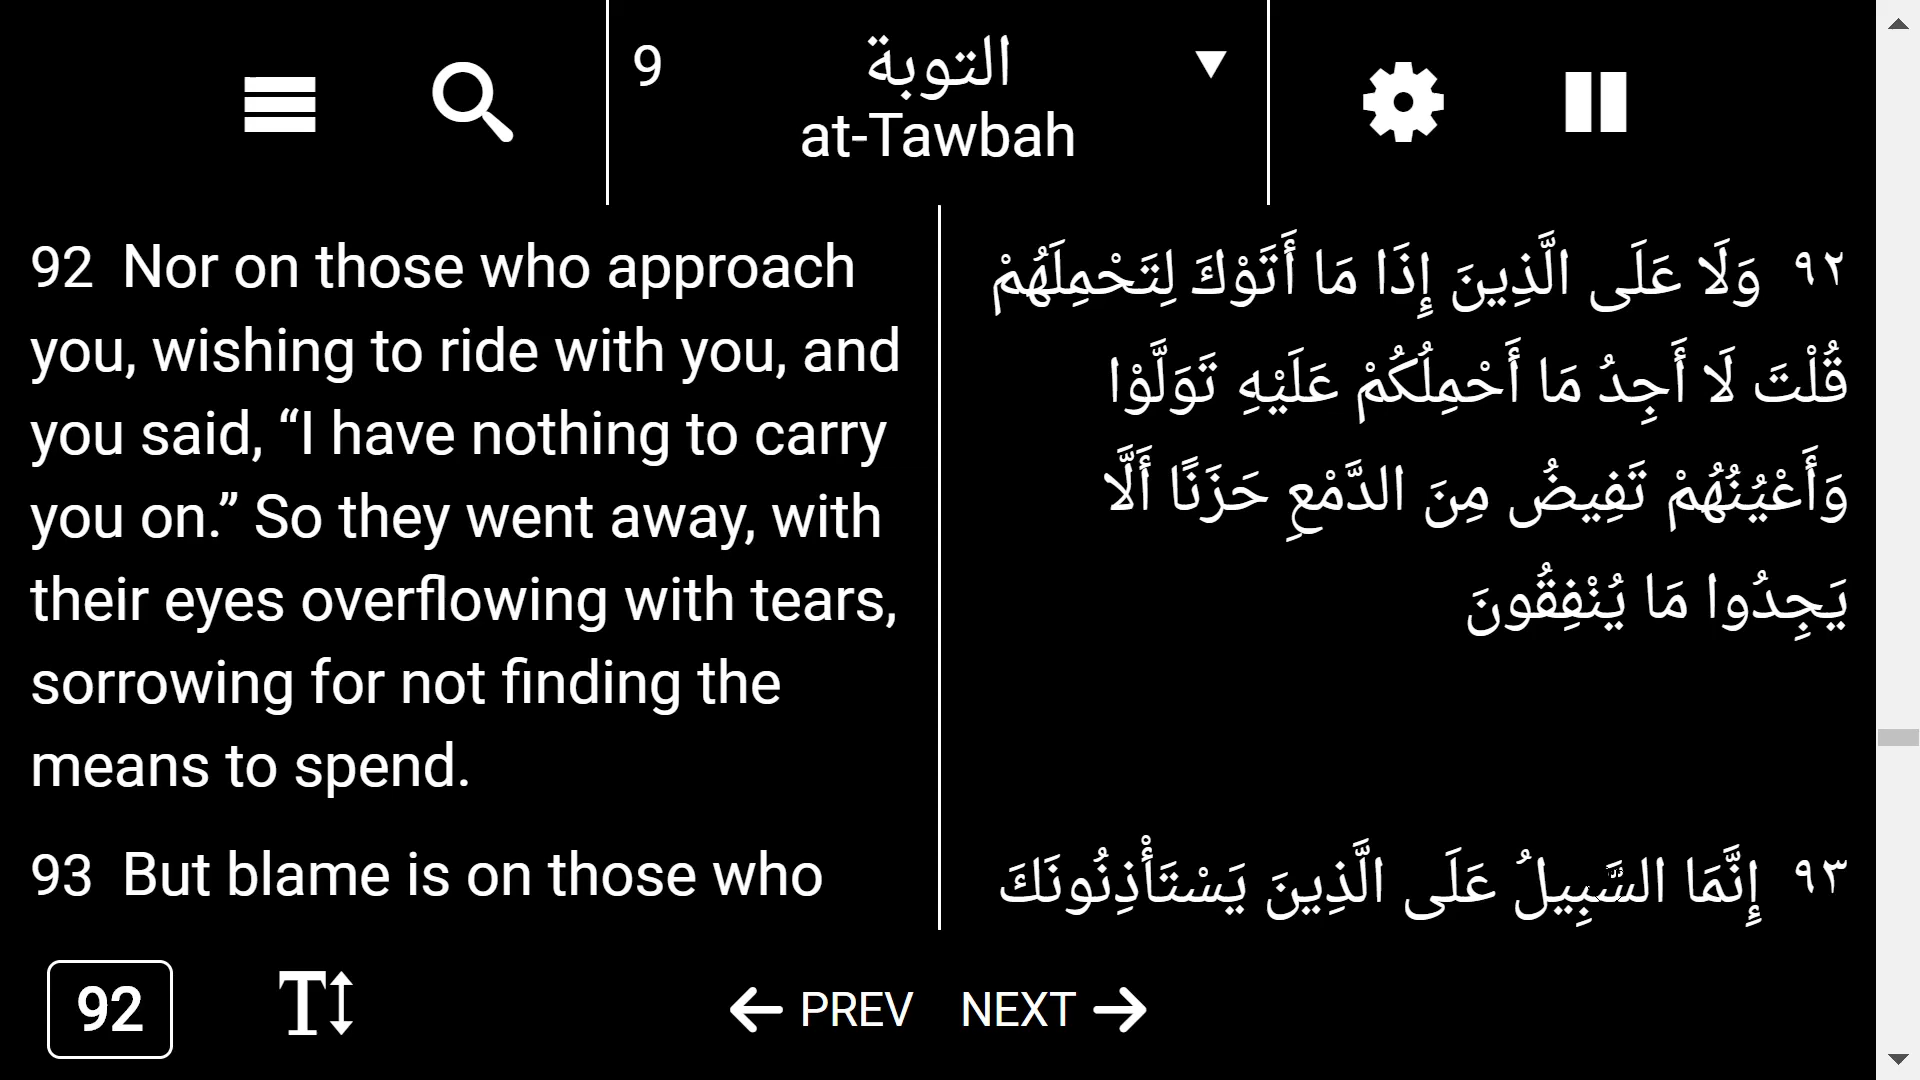 9
التوبة
at-Tawbah
92 Nor on those who approach
you, wishing to ride with you, and
you said, “I have nothing to carry
you on.” So they went away, with
their eyes overflowing with tears,
sorrowing for not finding the
means to spend.
93 But blame is on those who
٩٢ وَلَا عَلَى الَّذِينَ إِذَا مَا أَتَوْكَ لِتَحْمِلَهُمْ
قُلْتَ لَا أَجِدُ مَا أَحْمِلُكُمْ عَلَيْهِ تَوَلَّوْا
وَأَعْيُنُهُمْ تَفِيضُ مِنَ الدَّمْعِ حَزَنًا أَلَّا
يَجِدُوا مَا يُنْفِقُونَ
٩٣ إِنَّمَا السَّبِيلُ عَلَى الَّذِينَ يَسْتَأْذِنُونَكَ
92
T
PREV NEXT